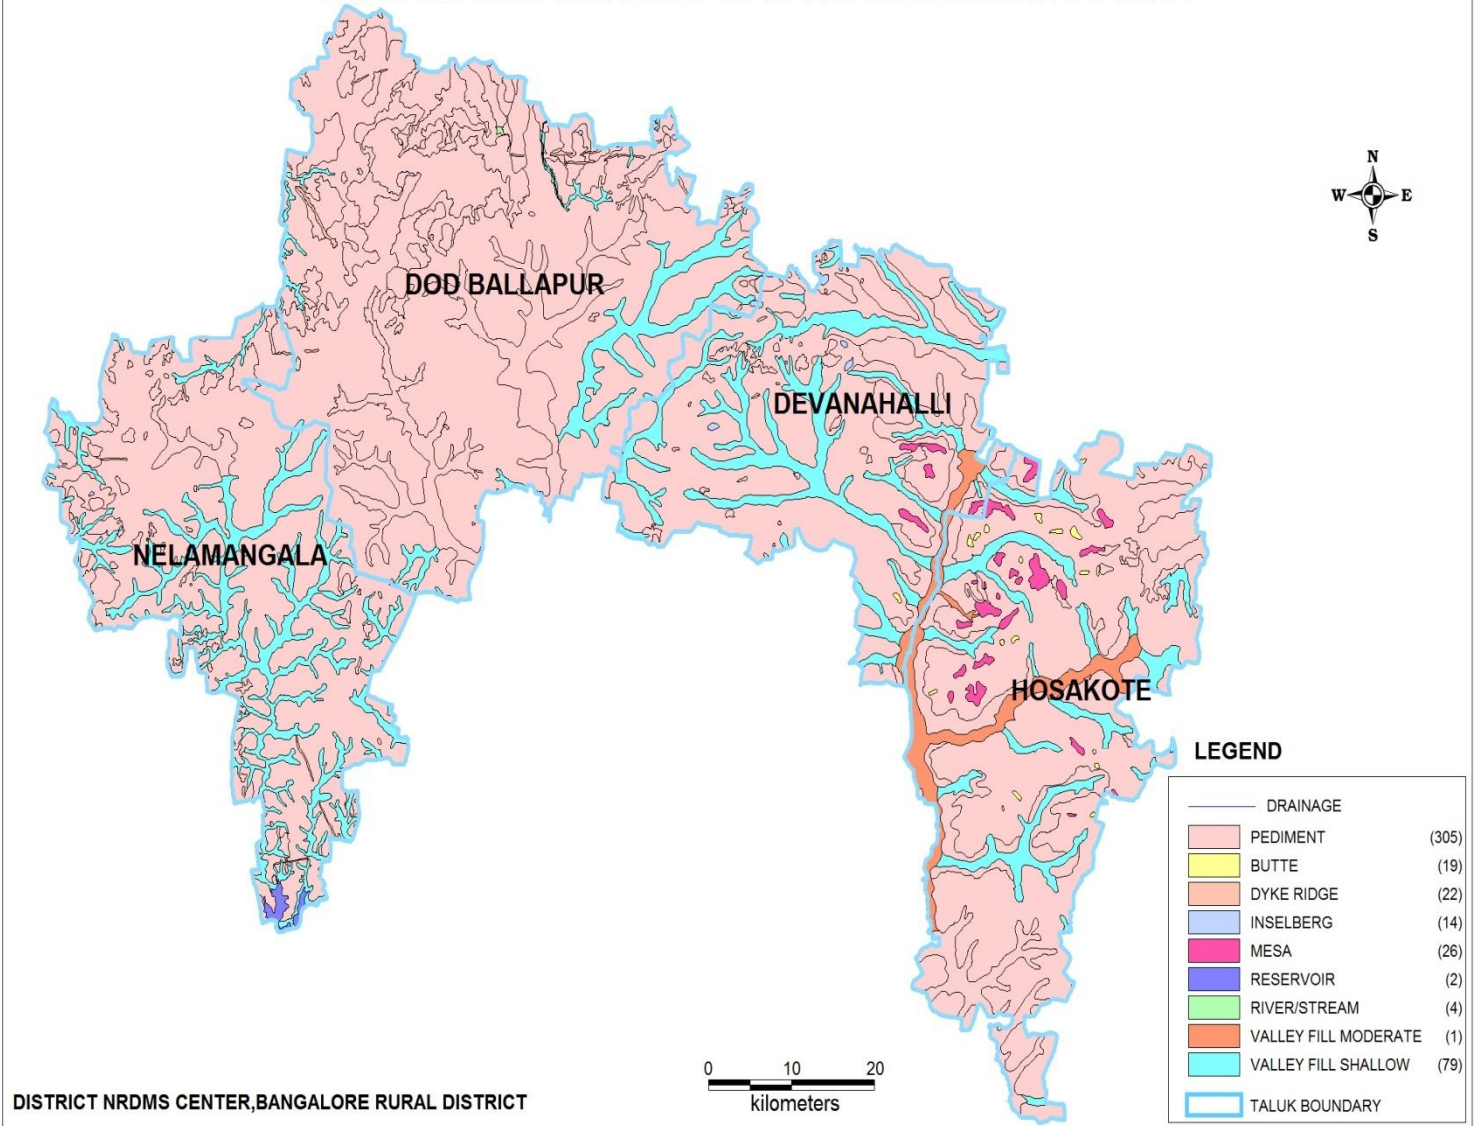 N
W E
S
DOD BALLAPUR
DEVANAHALLI
NELAMANGALA
HOSAKOTE
LEGEND
DRAINAGE
PEDIMENT (305)
BUTTE (19)
DYKE RIDGE (22)
INSELBERG (14)
MESA (26)
RESERVOIR (2)
RIVER/STREAM (4)
VALLEY FILL MODERATE (1)
VALLEY FILL SHALLOW (79)
TALUK BOUNDARY
0 10 20
kilometers
DISTRICT NRDMS CENTER,BANGALORE RURAL DISTRICT